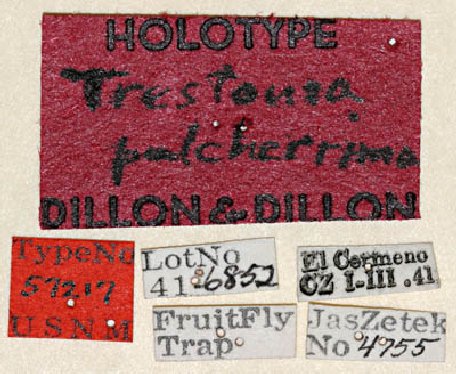 HOLOTYPE
Trestonia
pulcherrima
DILLON & DILLON
Type No
57217
U S N M
Lot No
41.6852
El Cermeno
CZ I-III.41
Fruit Fly
Trap
Jas Zetek
No 4755